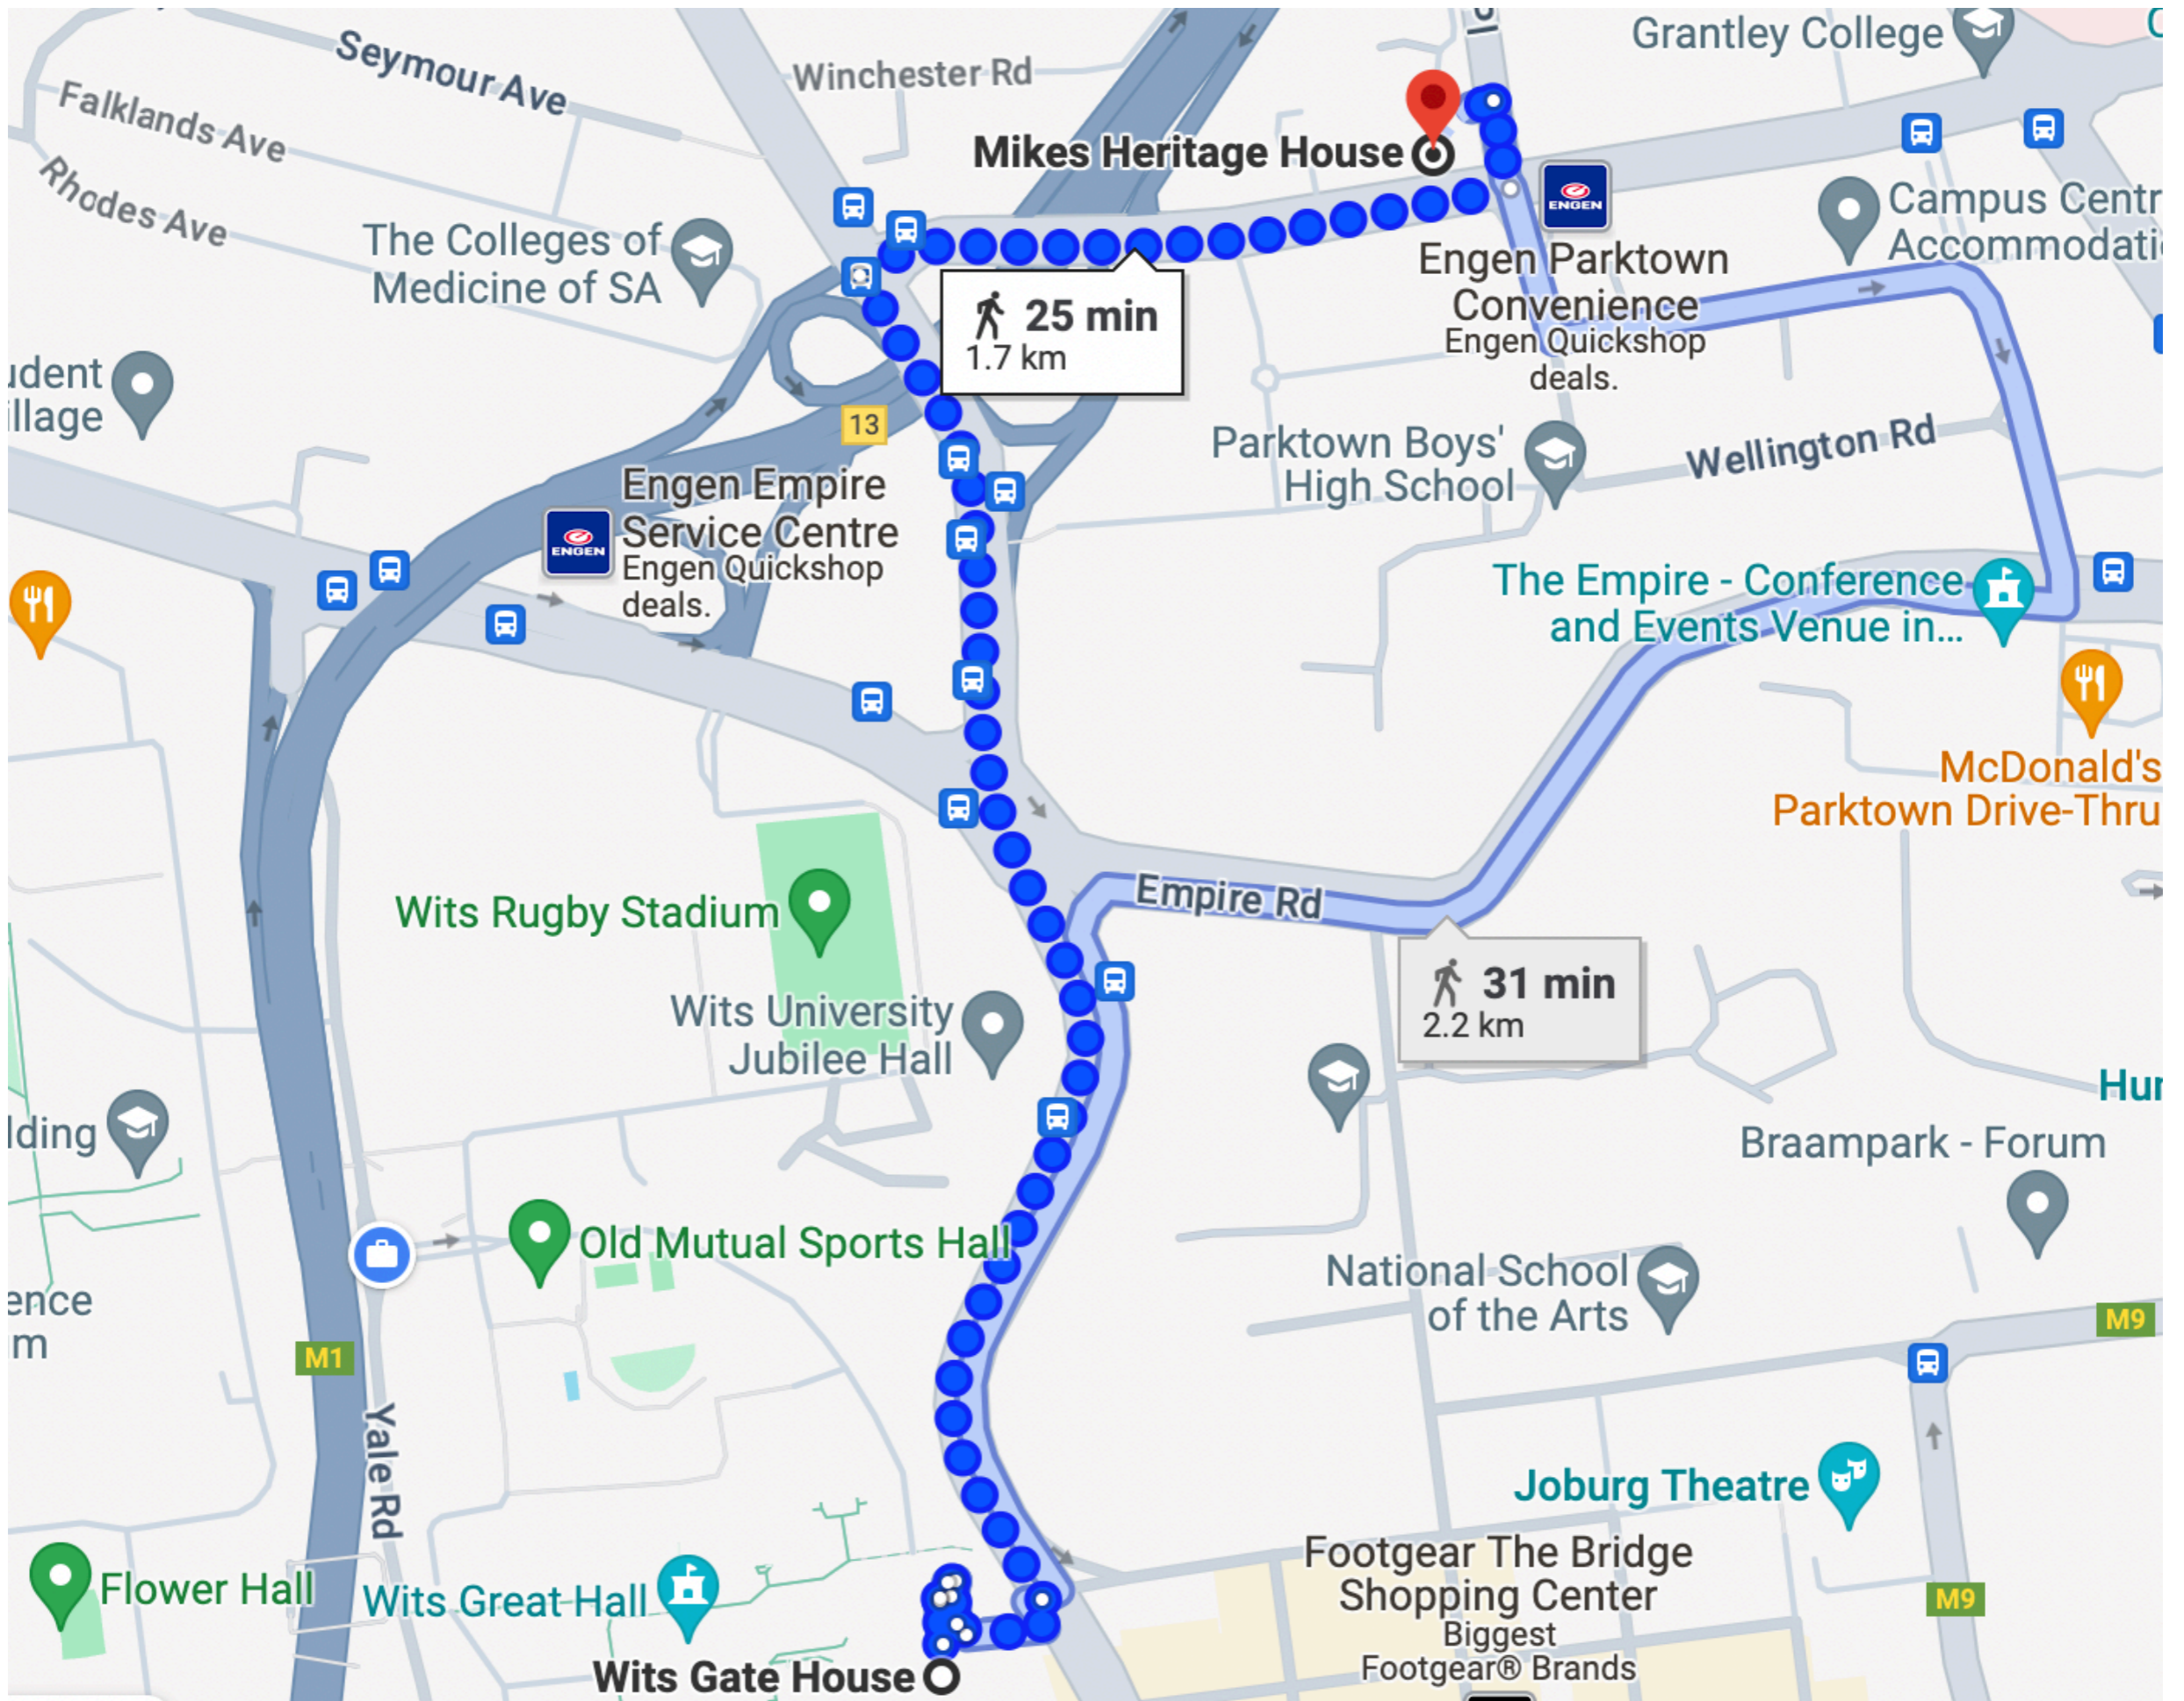 Seymour Ave
Winchester Rd
Grantley College
Falklands Ave
Rhodes Ave
Mikes Heritage House
ENGEN
Campus Centr
Accommodati
The Colleges of
Medicine of SA
Engen Parktown
Convenience
Engen Quickshop
deals.
25 min
1.7 km
udent
illage
13
Parktown Boys'
High School
Wellington Rd
Engen Empire
Service Centre
Engen Quickshop
deals.
ENGEN
The Empire - Conference
and Events Venue in...
McDonald's
Parktown Drive-Thru
Empire Rd
Wits Rugby Stadium
31 min
2.2 km
Wits University
Jubilee Hall
Hur
lding
Braampark - Forum
Old Mutual Sports Hall
National School
of the Arts
ence
m
M9
M1
Yale Rd
Joburg Theatre
Footgear The Bridge
Shopping Center
Biggest
Footgear® Brands
M9
Flower Hall
Wits Great Hall
Wits Gate House